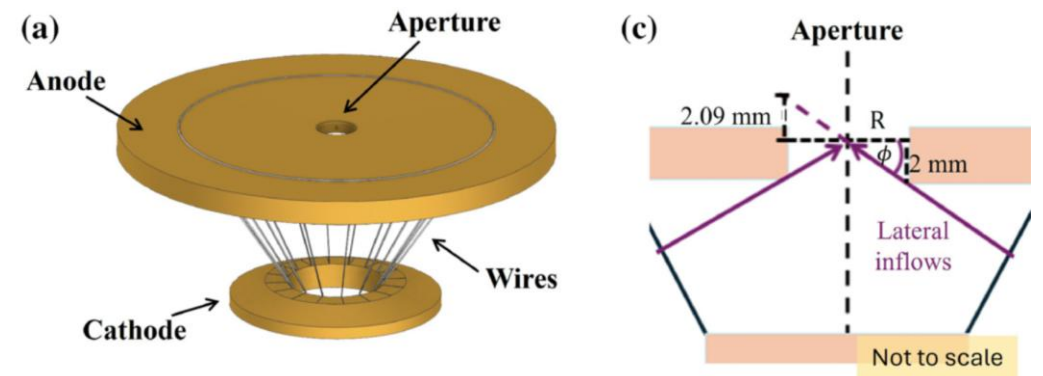 (a)
Aperture
Anode
Wires
Cathode
(c)
Aperture
2.09 mm
R
ϕ
2 mm
Lateral
inflows
Not to scale